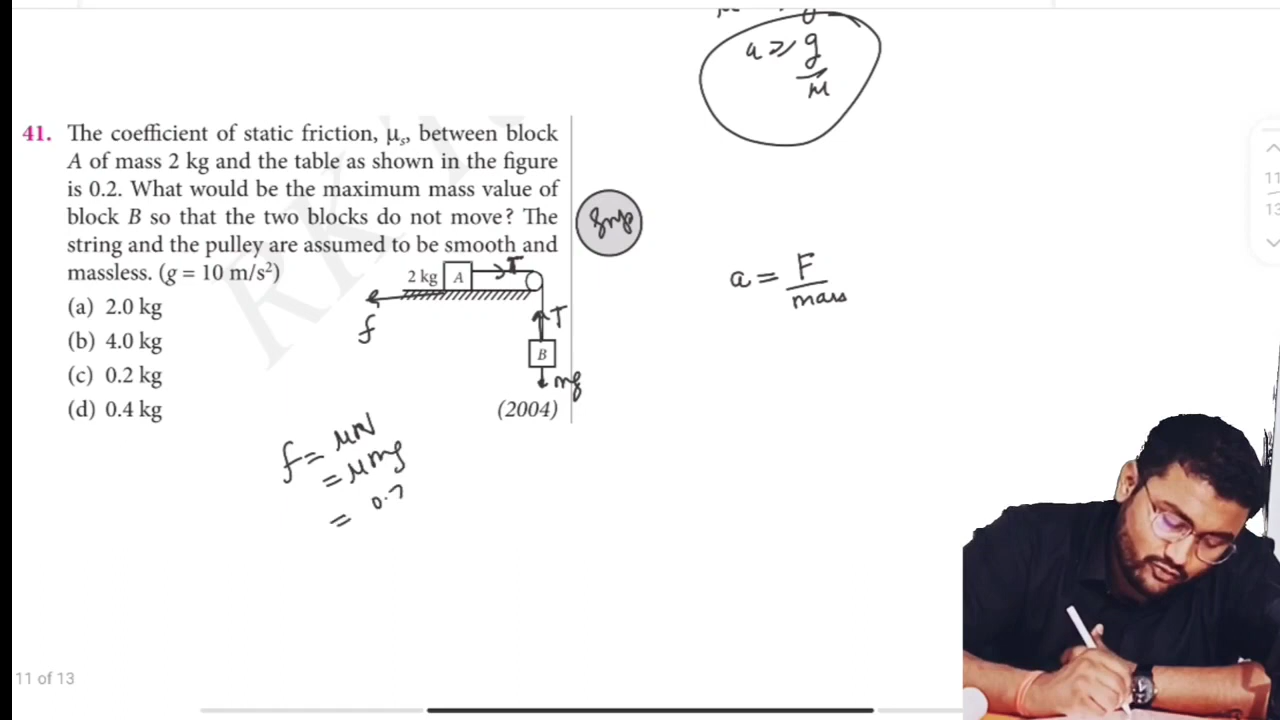 a ≥ g
μ
41. The coefficient of static friction, μₛ, between block
A of mass 2 kg and the table as shown in the figure
is 0.2. What would be the maximum mass value of
block B so that the two blocks do not move? The
string and the pulley are assumed to be smooth and
massless. (g = 10 m/s²)
Imp
2 kg A T
f
T
B
mg
(a) 2.0 kg
(b) 4.0 kg
(c) 0.2 kg
(d) 0.4 kg
(2004)
a = F
mass
f = μN
= μmg
= 0.2
11 of 13
11
13